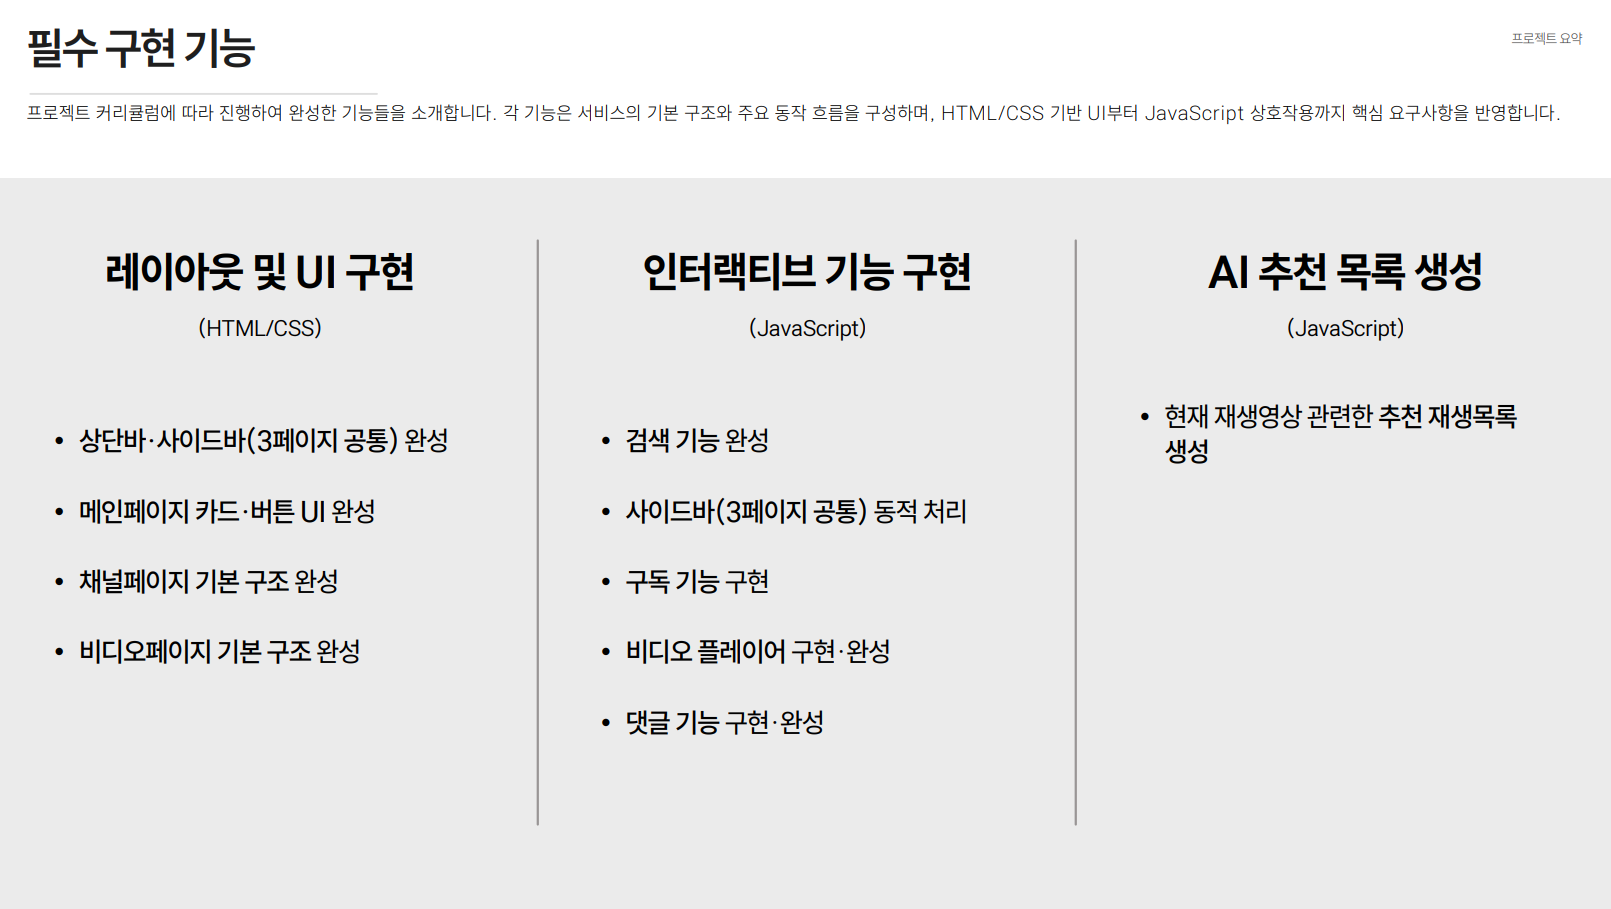 필수 구현 기능
프로젝트 요약
프로젝트 커리큘럼에 따라 진행하여 완성한 기능들을 소개합니다. 각 기능은 서비스의 기본 구조와 주요 동작 흐름을 구성하며, HTML/CSS 기반 UI부터 JavaScript 상호작용까지 핵심 요구사항을 반영합니다.
레이아웃 및 UI 구현
(HTML/CSS)
• 상단바·사이드바(3페이지 공통) 완성
• 메인페이지 카드·버튼 UI 완성
• 채널페이지 기본 구조 완성
• 비디오페이지 기본 구조 완성
인터랙티브 기능 구현
(JavaScript)
• 검색 기능 완성
• 사이드바(3페이지 공통) 동적 처리
• 구독 기능 구현
• 비디오 플레이어 구현·완성
• 댓글 기능 구현·완성
AI 추천 목록 생성
(JavaScript)
• 현재 재생영상 관련한 추천 재생목록
생성